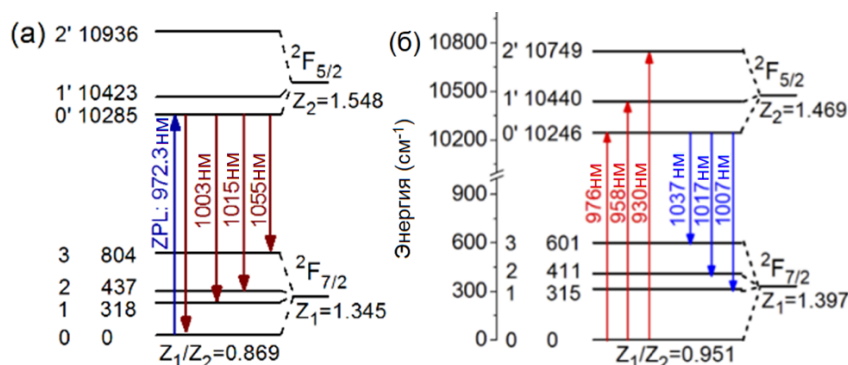 (а)
2' 10936
²F5/2
1' 10423
Z2=1.548
0' 10285
ZPL: 972.3нм
1003нм
1015нм
1055нм
3 804
²F7/2
2 437
1 318
Z1=1.345
0 0
Z1/Z2=0.869
(б)
Энергия (см⁻¹)
10800
10500
10200
900
600
300
0
2' 10749
²F5/2
1' 10440
Z2=1.469
0' 10246
976нм
958нм
930нм
1037нм
1017нм
1007нм
3 601
2 411
²F7/2
1 315
Z1=1.397
0 0
Z1/Z2=0.951